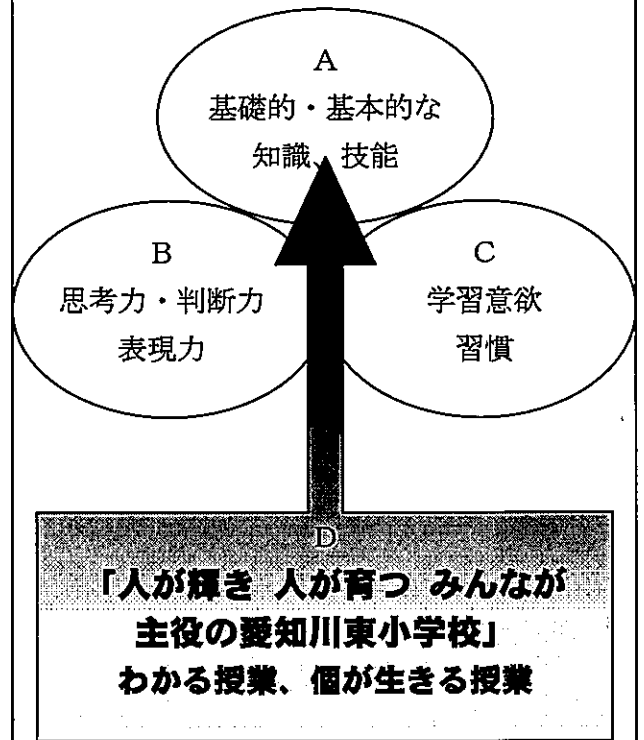 A
基礎的・基本的な
知識、技能
B
思考力・判断力
表現力
C
学習意欲
習慣
D
「人が輝き 人が育つ みんなが
主役の愛知川東小学校」
わかる授業、個が生きる授業